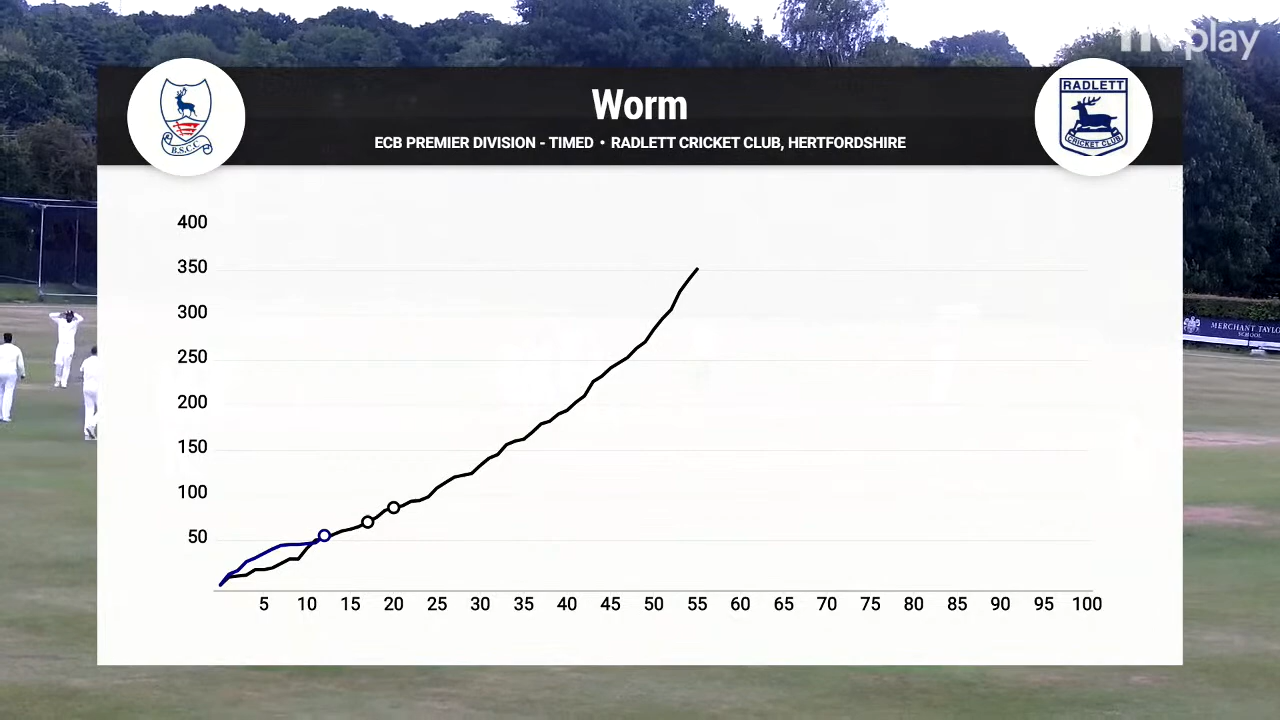 play
Worm
ECB PREMIER DIVISION - TIMED • RADLETT CRICKET CLUB, HERTFORDSHIRE
B.S.C.C.
RADLETT
CRICKET CLUB
400
350
300
250
200
150
100
50
5 10 15 20 25 30 35 40 45 50 55 60 65 70 75 80 85 90 95 100
MERCHANT TAYLO
SCHOOL